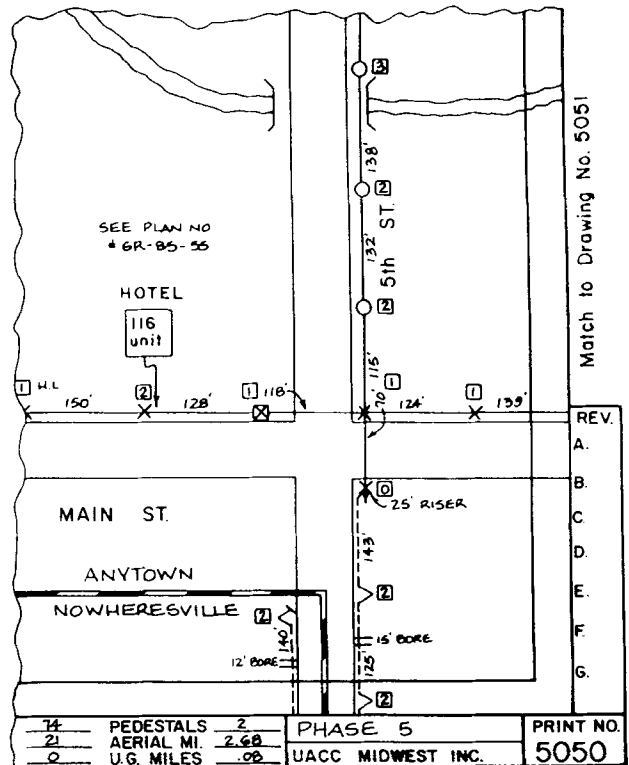 3
138'
2
132'
5th ST.
2
115'
SEE PLAN NO
# GR-85-55
HOTEL
116
unit
1 H.L
150'
2
128'
1
118'
70'
1
124'
1
139'
Match to Drawing No. 5051
REV.
A.
B.
C.
D.
E.
F.
G.
0
25' RISER
MAIN ST.
143'
ANYTOWN
NOWHERESVILLE
2
2
140'
12' BORE
15' BORE
125'
2
74 PEDESTALS 2
21 AERIAL MI. 2.68
0 U.G. MILES .08
PHASE 5
UACC MIDWEST INC.
PRINT NO.
5050